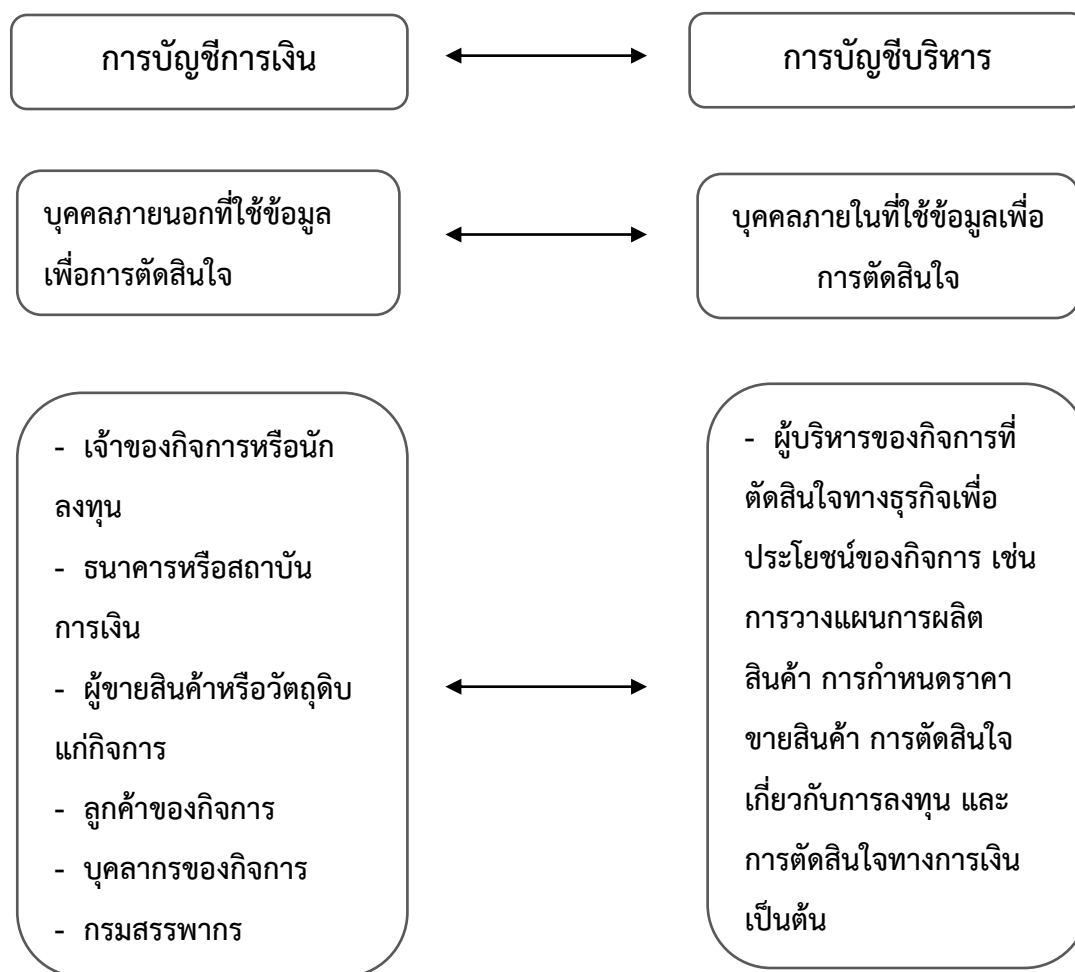 การบัญชีการเงิน
การบัญชีบริหาร
บุคคลภายนอกที่ใช้ข้อมูล
เพื่อการตัดสินใจ
บุคคลภายในที่ใช้ข้อมูลเพื่อ
การตัดสินใจ
- เจ้าของกิจการหรือนัก
ลงทุน
- ธนาคารหรือสถาบัน
การเงิน
- ผู้ขายสินค้าหรือวัตถุดิบ
แก่กิจการ
- ลูกค้าของกิจการ
- บุคลากรของกิจการ
- กรมสรรพากร
- ผู้บริหารของกิจการที่
ตัดสินใจทางธุรกิจเพื่อ
ประโยชน์ของกิจการ เช่น
การวางแผนการผลิต
สินค้า การกำหนดราคา
ขายสินค้า การตัดสินใจ
เกี่ยวกับการลงทุน และ
การตัดสินใจทางการเงิน
เป็นต้น